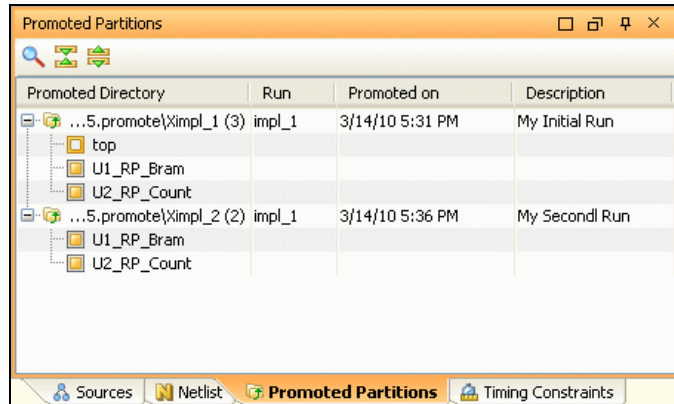 Promoted Partitions
Promoted Directory Run Promoted on Description
...5.promote\Ximpl_1 (3) impl_1 3/14/10 5:31 PM My Initial Run
top
U1_RP_Bram
U2_RP_Count
...5.promote\Ximpl_2 (2) impl_1 3/14/10 5:36 PM My Secondl Run
U1_RP_Bram
U2_RP_Count
Sources Netlist Promoted Partitions Timing Constraints